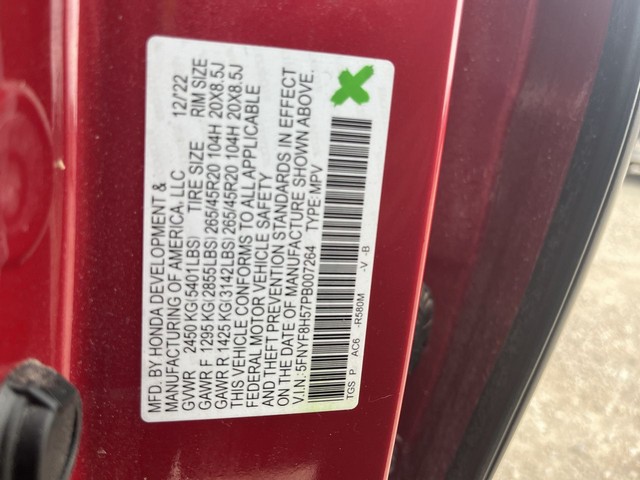 MFD. BY HONDA DEVELOPMENT &
MANUFACTURING OF AMERICA, LLC 12/22
GVWR 2450 KG(5401LBS) TIRE SIZE RIM SIZE
GAWR F 1295 KG(2855LBS) 265/45R20 104H 20X8.5J
GAWR R 1425 KG(3142LBS) 265/45R20 104H 20X8.5J
THIS VEHICLE CONFORMS TO ALL APPLICABLE
FEDERAL MOTOR VEHICLE SAFETY
AND THEFT PREVENTION STANDARDS IN EFFECT
ON THE DATE OF MANUFACTURE SHOWN ABOVE.
V.I.N.: 5FNYF8H57PB007264 TYPE: MPV
TGS P AC6 -R580M -V -B